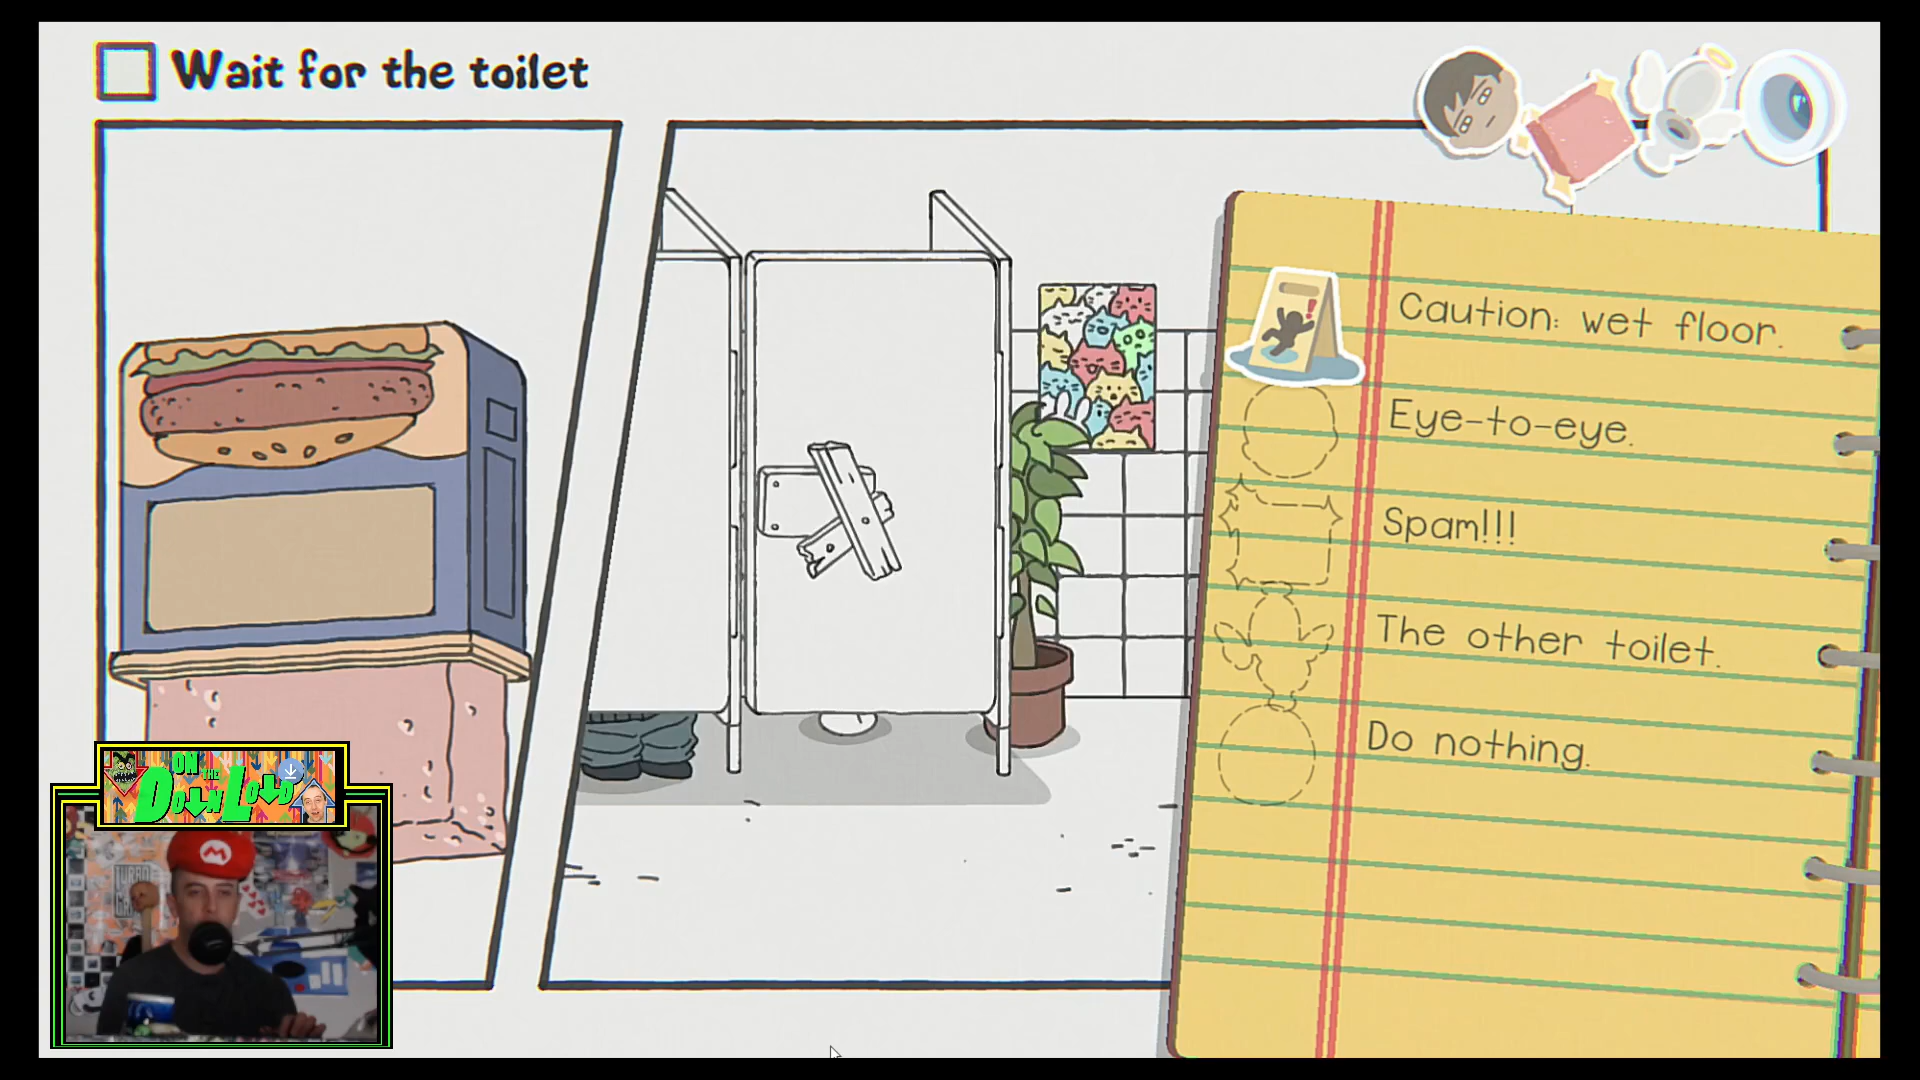 Wait for the toilet
Caution: wet floor.
Eye-to-eye.
Spam!!!
The other toilet.
Do nothing.
ON
THE
DOWNLOAD